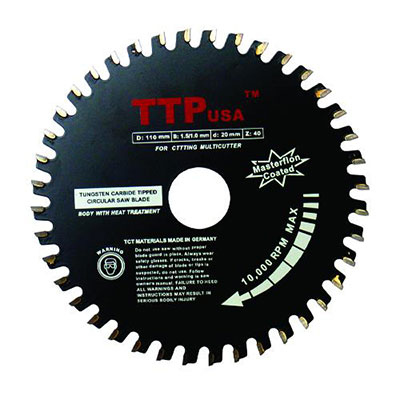 TTP USA ™
D: 110 mm B: 1.5/1.0 mm d: 20 mm Z: 40
FOR CTTTING MULTICUTTER
Masterflon
Coated
TUNGSTEN CARBIDE TIPPED
CIRCULAR SAW BLADE
BODY WITH HEAT TREATMENT
10,000 RPM MAX
WARNING
TCT MATERIALS MADE IN GERMANY
Do not use saw without proper
blade guard in place. Always wear
safety glasses. If cracks, breaks or
other damage of blade or tips is
suspected, do not use. Follow
instructions and warning in saw
owner's manual. FAILURE TO HEED
ALL WARNINGS AND
INSTRUCTIONS MAY RESULT IN
SERIOUS BODILY INJURY